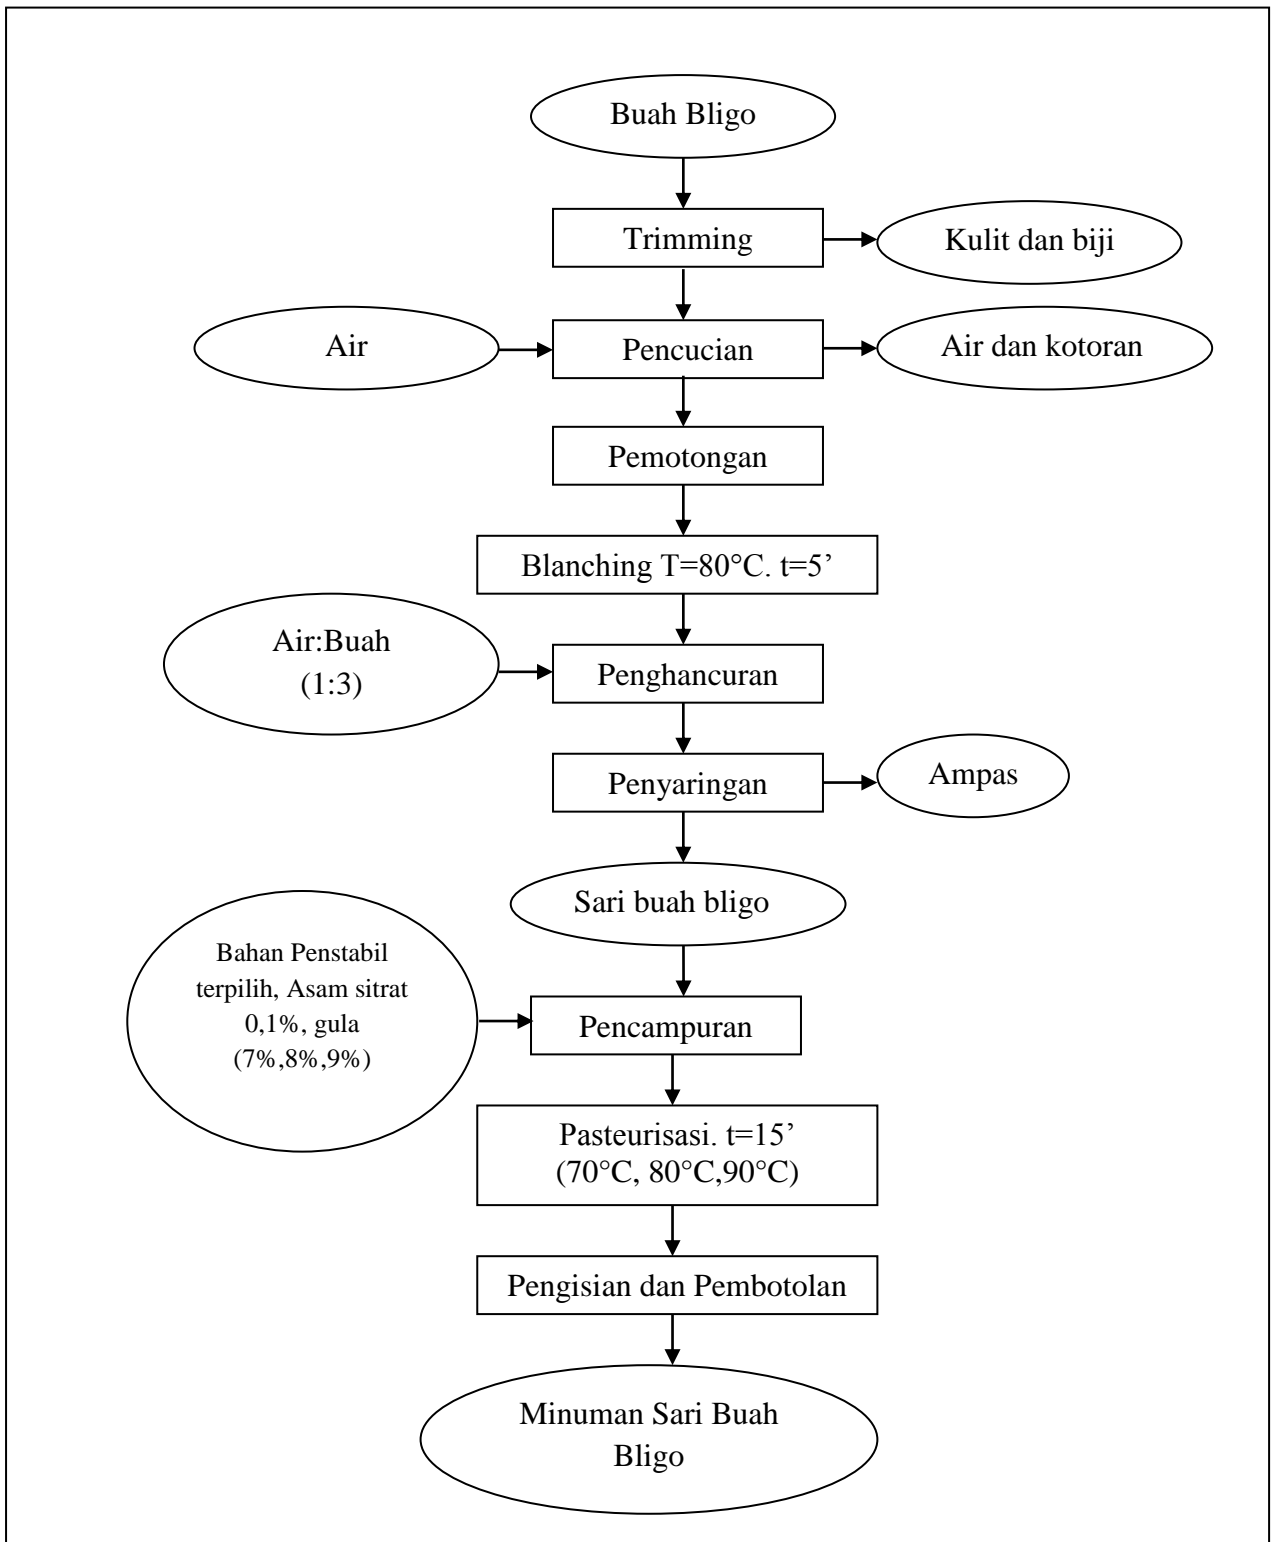 Buah Bligo
Trimming
Kulit dan biji
Air
Pencucian
Air dan kotoran
Pemotongan
Blanching T=80°C. t=5’
Air:Buah
(1:3)
Penghancuran
Penyaringan
Ampas
Sari buah bligo
Bahan Penstabil
terpilih, Asam sitrat
0,1%, gula
(7%,8%,9%)
Pencampuran
Pasteurisasi. t=15’
(70°C, 80°C,90°C)
Pengisian dan Pembotolan
Minuman Sari Buah
Bligo